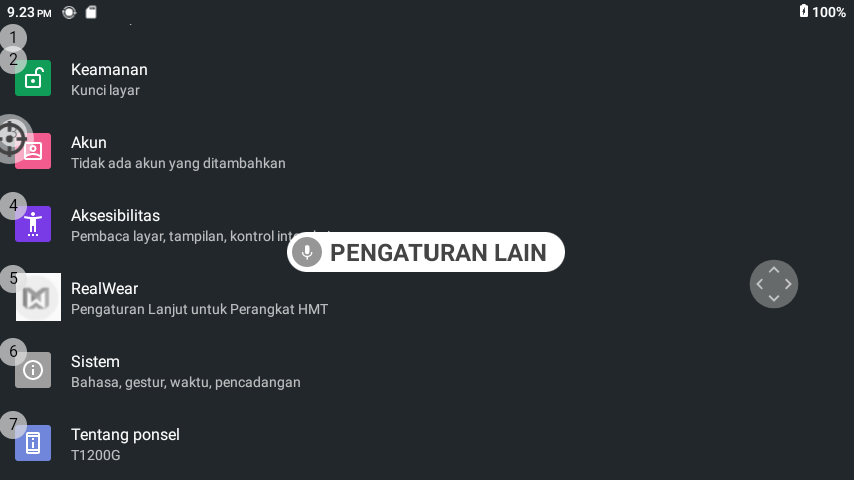 9.23 PM
100%
1
2
Keamanan
Kunci layar
Akun
Tidak ada akun yang ditambahkan
4
Aksesibilitas
Pembaca layar, tampilan, kontrol
PENGATURAN LAIN
5
RealWear
Pengaturan Lanjut untuk Perangkat HMT
6
Sistem
Bahasa, gestur, waktu, pencadangan
7
Tentang ponsel
T1200G